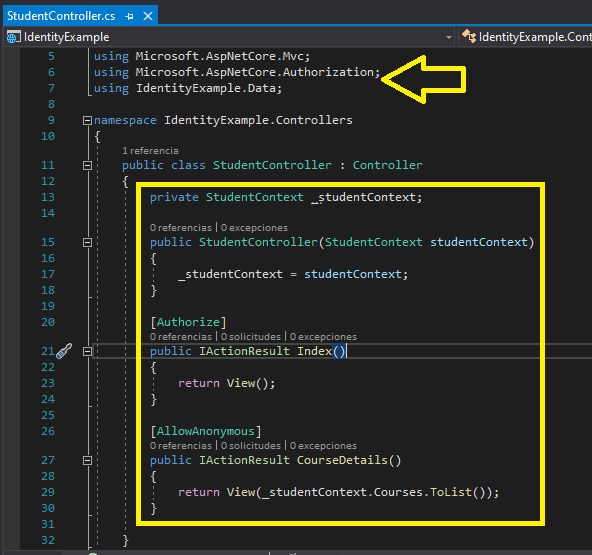 StudentController.cs
IdentityExample
IdentityExample.Cont
5 using Microsoft.AspNetCore.Mvc;
6 using Microsoft.AspNetCore.Authorization;
7 using IdentityExample.Data;
8
9 namespace IdentityExample.Controllers
10 {
1 referencia
11 public class StudentController : Controller
12 {
13 private StudentContext _studentContext;
14
0 referencias | 0 excepciones
15 public StudentController(StudentContext studentContext)
16 {
17 _studentContext = studentContext;
18 }
19
20 [Authorize]
0 referencias | 0 solicitudes | 0 excepciones
21 public IActionResult Index()
22 {
23 return View();
24 }
25
26 [AllowAnonymous]
0 referencias | 0 solicitudes | 0 excepciones
27 public IActionResult CourseDetails()
28 {
29 return View(_studentContext.Courses.ToList());
30 }
31
32 }